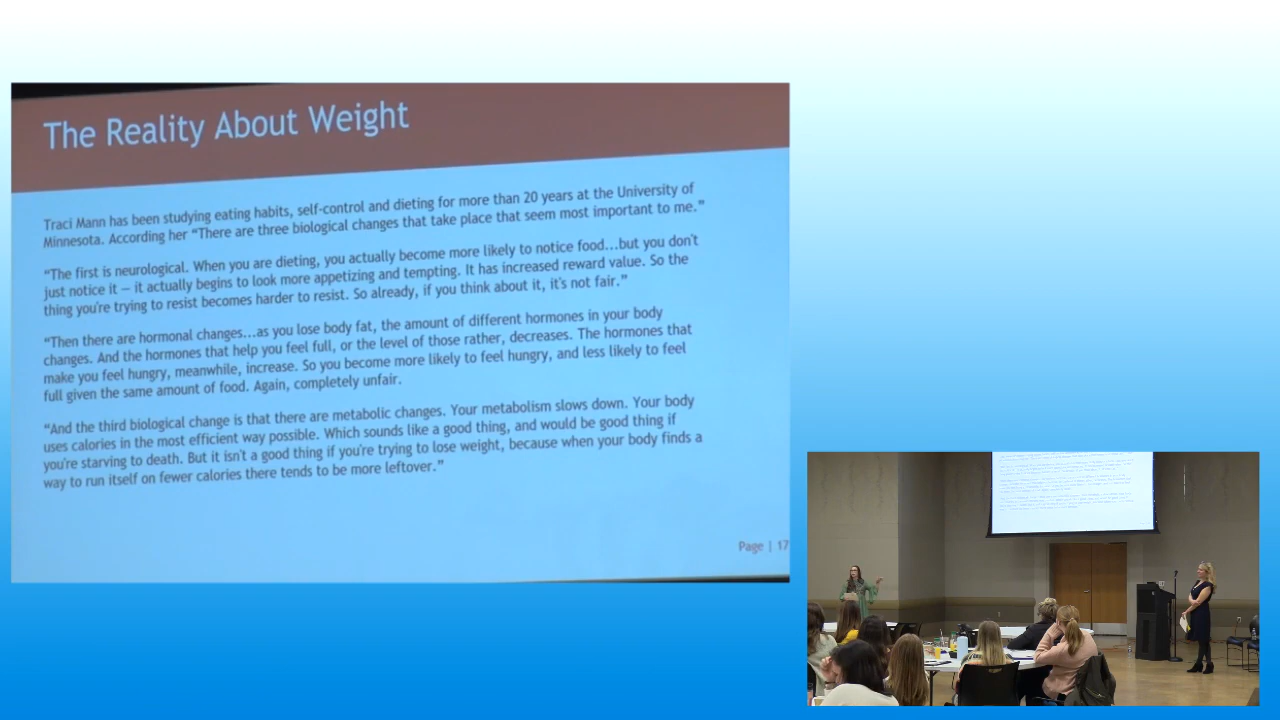 The Reality About Weight
Traci Mann has been studying eating habits, self-control and dieting for more than 20 years at the University of
Minnesota. According her “There are three biological changes that take place that seem most important to me.”
“The first is neurological. When you are dieting, you actually become more likely to notice food...but you don't
just notice it – it actually begins to look more appetizing and tempting. It has increased reward value. So the
thing you're trying to resist becomes harder to resist. So already, if you think about it, it's not fair.”
“Then there are hormonal changes...as you lose body fat, the amount of different hormones in your body
changes. And the hormones that help you feel full, or the level of those rather, decreases. The hormones that
make you feel hungry, meanwhile, increase. So you become more likely to feel hungry, and less likely to feel
full given the same amount of food. Again, completely unfair.
“And the third biological change is that there are metabolic changes. Your metabolism slows down. Your body
uses calories in the most efficient way possible. Which sounds like a good thing, and would be good thing if
you're starving to death. But it isn't a good thing if you're trying to lose weight, because when your body finds a
way to run itself on fewer calories there tends to be more leftover.”
Page | 17